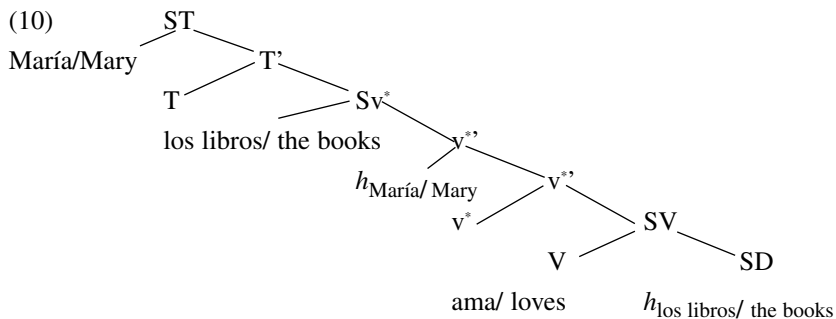 (10)
ST
María/Mary T'
T Sv*
los libros/ the books v*'
hMaría/ Mary v*'
v* SV
V SD
ama/ loves hlos libros/ the books